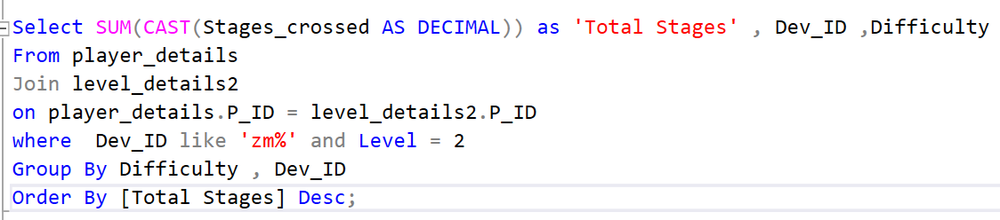 Select SUM(CAST(Stages_crossed AS DECIMAL)) as 'Total Stages' , Dev_ID ,Difficulty
From player_details
Join level_details2
on player_details.P_ID = level_details2.P_ID
where  Dev_ID like 'zm%' and Level = 2
Group By Difficulty , Dev_ID
Order By [Total Stages] Desc;